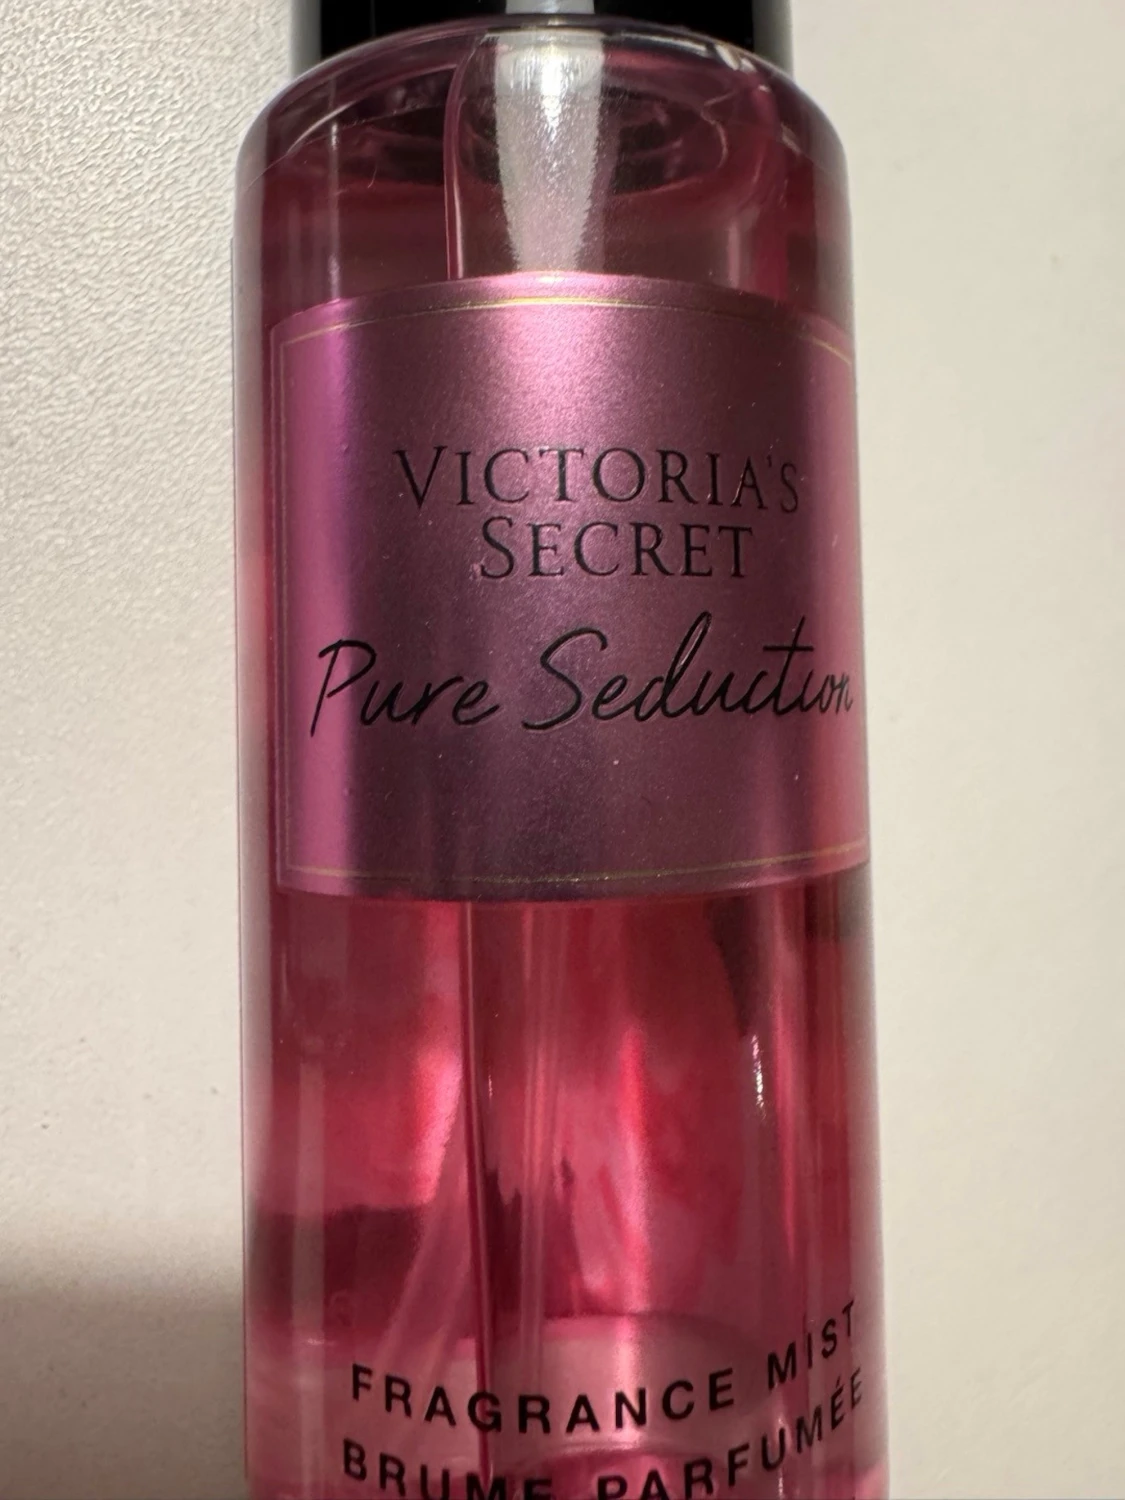 VICTORIA'S
SECRET
Pure Seduction
FRAGRANCE MIST
BRUME PARFUMÉE